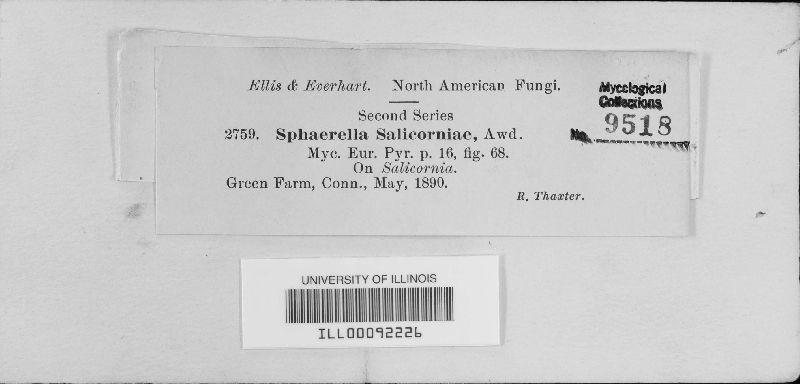 Ellis & Everhart. North American Fungi.
Second Series
2759. Sphaerella Salicorniae, Awd.
Myc. Eur. Pyr. p. 16, fig. 68.
On Salicornia.
Green Farm, Conn., May, 1890.
R. Thaxter.
Mycological
Collections
No. 9518
UNIVERSITY OF ILLINOIS
ILL00092226